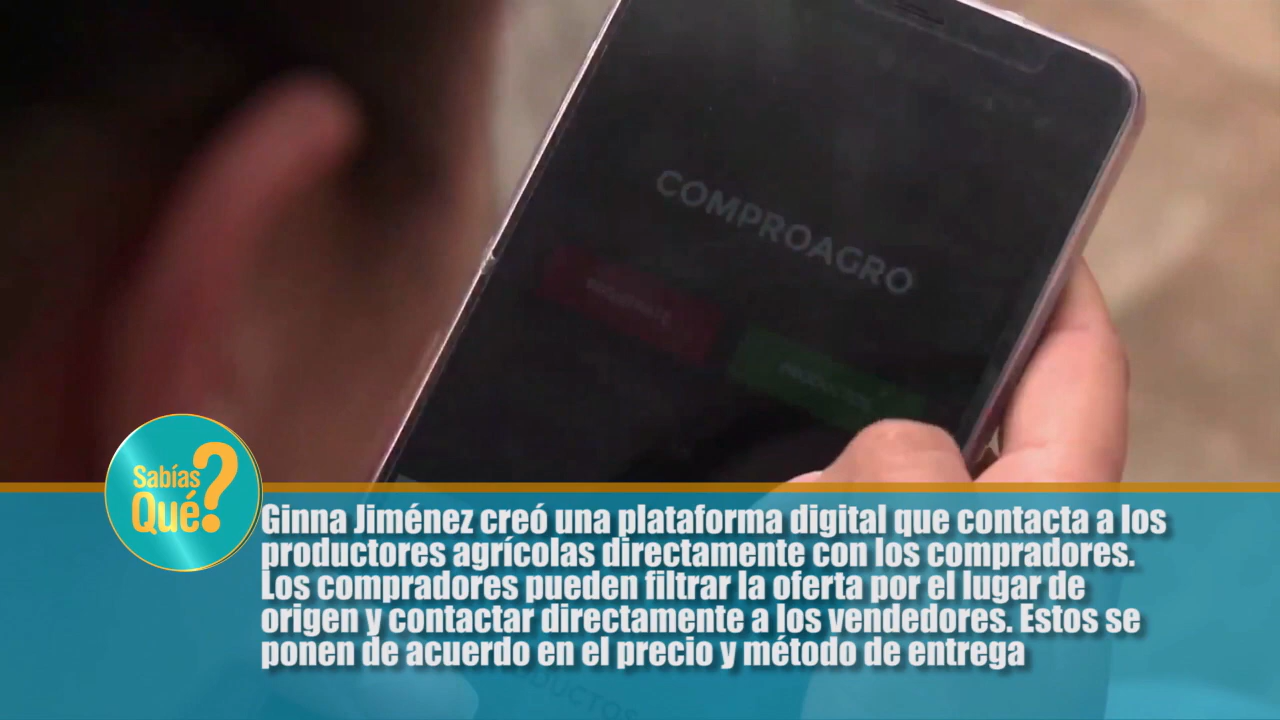 COMPROAGRO
Sabías
Qué?
Ginna Jiménez creó una plataforma digital que contacta a los
productores agrícolas directamente con los compradores.
Los compradores pueden filtrar la oferta por el lugar de
origen y contactar directamente a los vendedores. Estos se
ponen de acuerdo en el precio y método de entrega